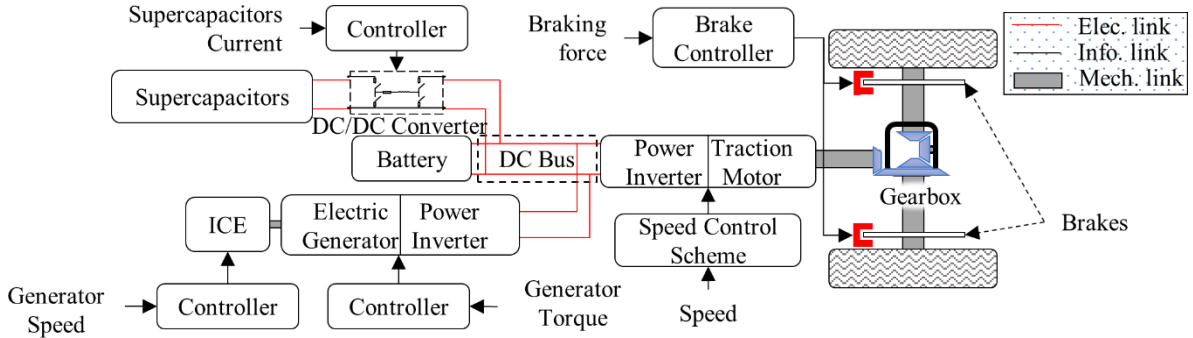 Supercapacitors
Current
Controller
Braking
force
Brake
Controller
Elec. link
Info. link
Mech. link
Supercapacitors
DC/DC Converter
Battery
DC Bus
Power
Inverter
Traction
Motor
Gearbox
ICE
Electric
Generator
Power
Inverter
Speed Control
Scheme
Brakes
Generator
Speed
Controller
Controller
Generator
Torque
Speed